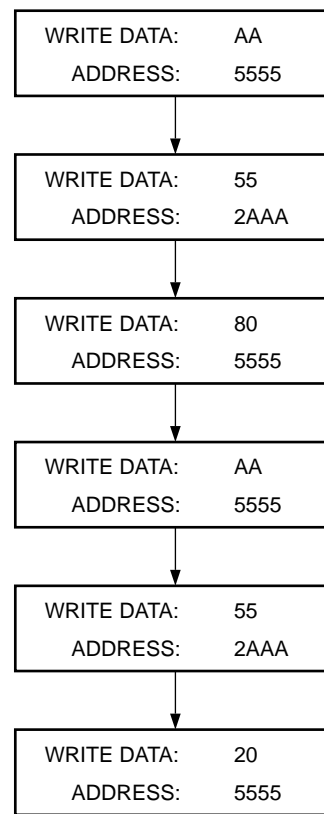 WRITE DATA: AA
ADDRESS: 5555
WRITE DATA: 55
ADDRESS: 2AAA
WRITE DATA: 80
ADDRESS: 5555
WRITE DATA: AA
ADDRESS: 5555
WRITE DATA: 55
ADDRESS: 2AAA
WRITE DATA: 20
ADDRESS: 5555